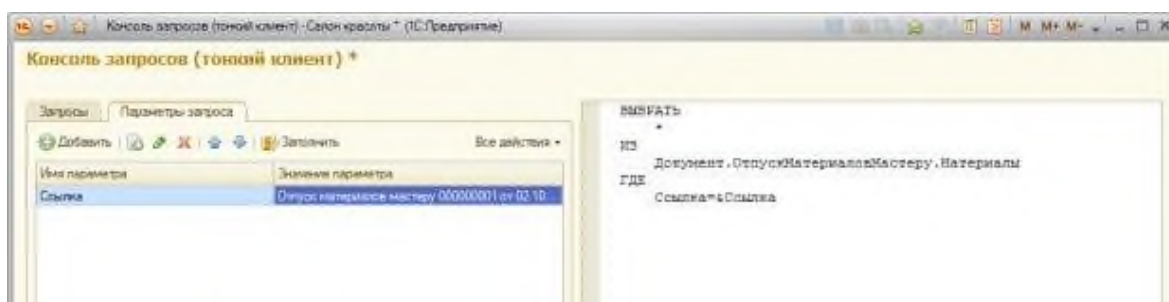 Консоль запросов (тонкий клиент) - Салон красоты * (1С:Предприятие)
M M+ M-
Консоль запросов (тонкий клиент) *
Запросы
Параметры запроса
Добавить
Заполнить
Все действия
Имя параметра
Значение параметра
Ссылка
Отпуск материалов мастеру 000000001 от 02.10
ВЫБРАТЬ
*
ИЗ
Документ.ОтпускМатериаловМастеру.Материалы
ГДЕ
Ссылка=&Ссылка